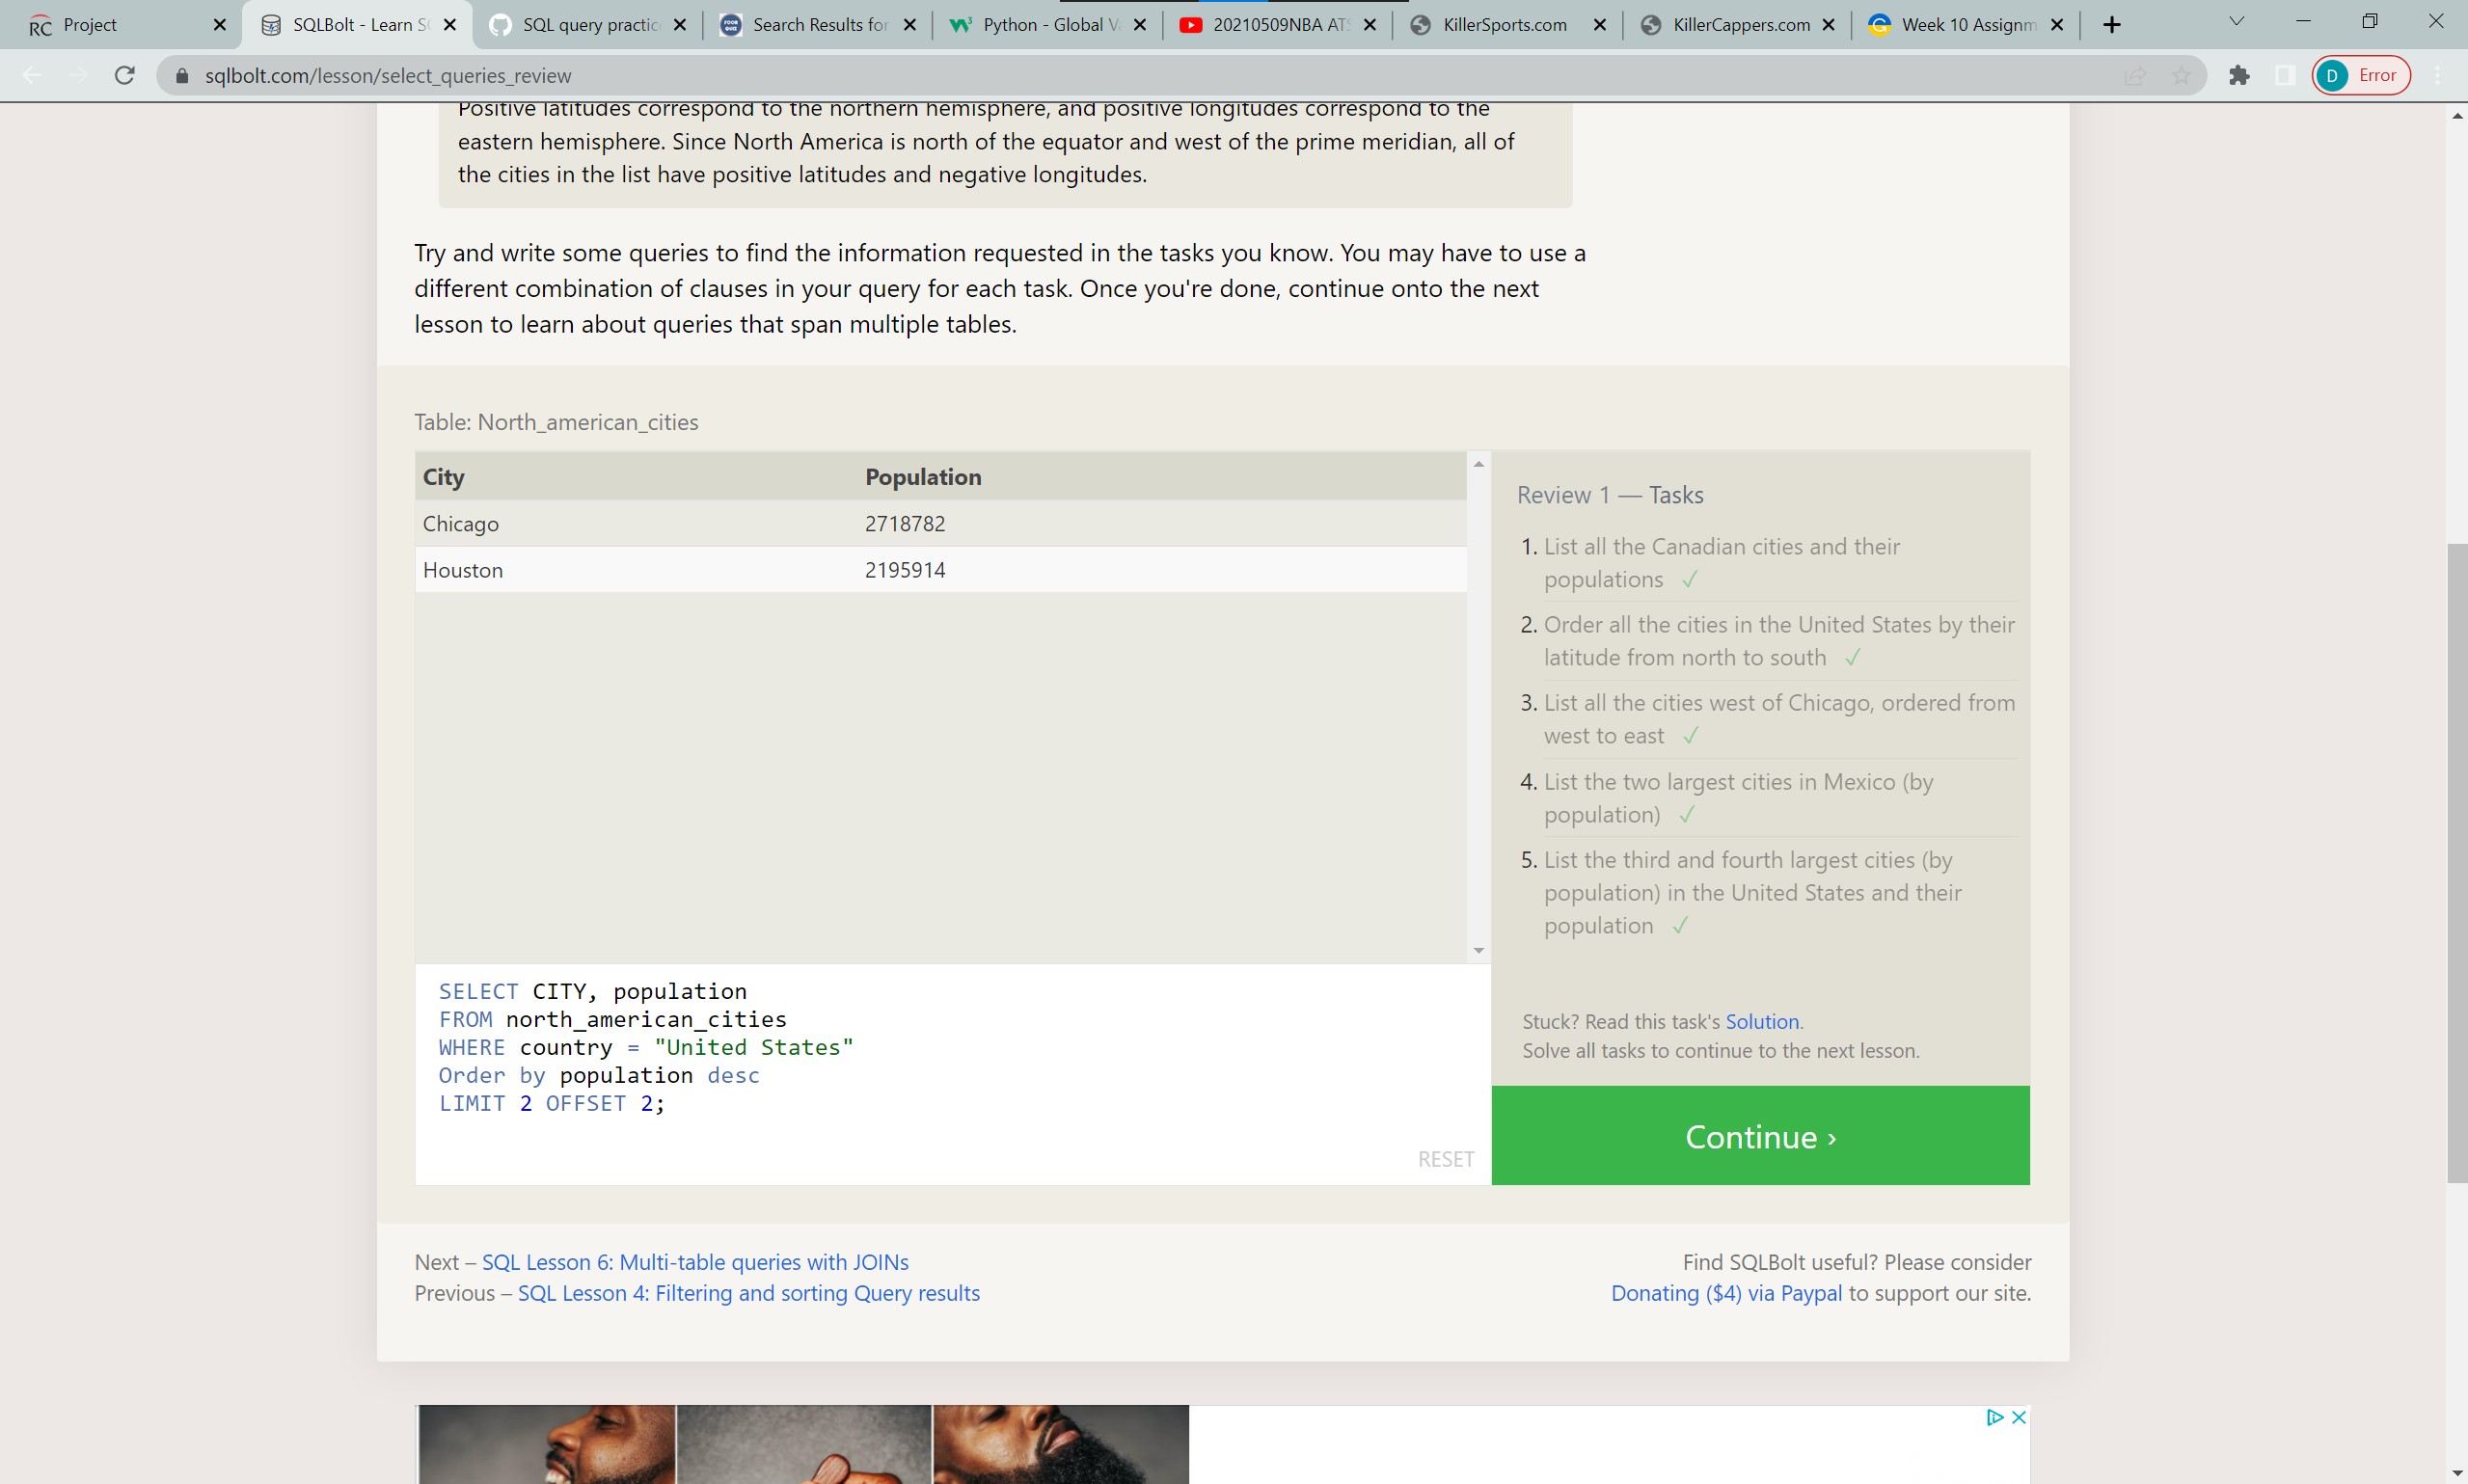 RC Project
SQLBolt - Learn S
SQL query practic
Search Results for
Python - Global V
20210509NBA AT
KillerSports.com
KillerCappers.com
Week 10 Assignm
sqlbolt.com/lesson/select_queries_review
D Error
Positive latitudes correspond to the northern hemisphere, and positive longitudes correspond to the
eastern hemisphere. Since North America is north of the equator and west of the prime meridian, all of
the cities in the list have positive latitudes and negative longitudes.
Try and write some queries to find the information requested in the tasks you know. You may have to use a
different combination of clauses in your query for each task. Once you're done, continue onto the next
lesson to learn about queries that span multiple tables.
Table: North_american_cities
City Population
Chicago 2718782
Houston 2195914
SELECT CITY, population
FROM north_american_cities
WHERE country = "United States"
Order by population desc
LIMIT 2 OFFSET 2;
RESET
Review 1 — Tasks
1. List all the Canadian cities and their
populations ✓
2. Order all the cities in the United States by their
latitude from north to south ✓
3. List all the cities west of Chicago, ordered from
west to east ✓
4. List the two largest cities in Mexico (by
population) ✓
5. List the third and fourth largest cities (by
population) in the United States and their
population ✓
Stuck? Read this task's Solution.
Solve all tasks to continue to the next lesson.
Continue ›
Next – SQL Lesson 6: Multi-table queries with JOINs
Previous – SQL Lesson 4: Filtering and sorting Query results
Find SQLBolt useful? Please consider
Donating ($4) via Paypal to support our site.